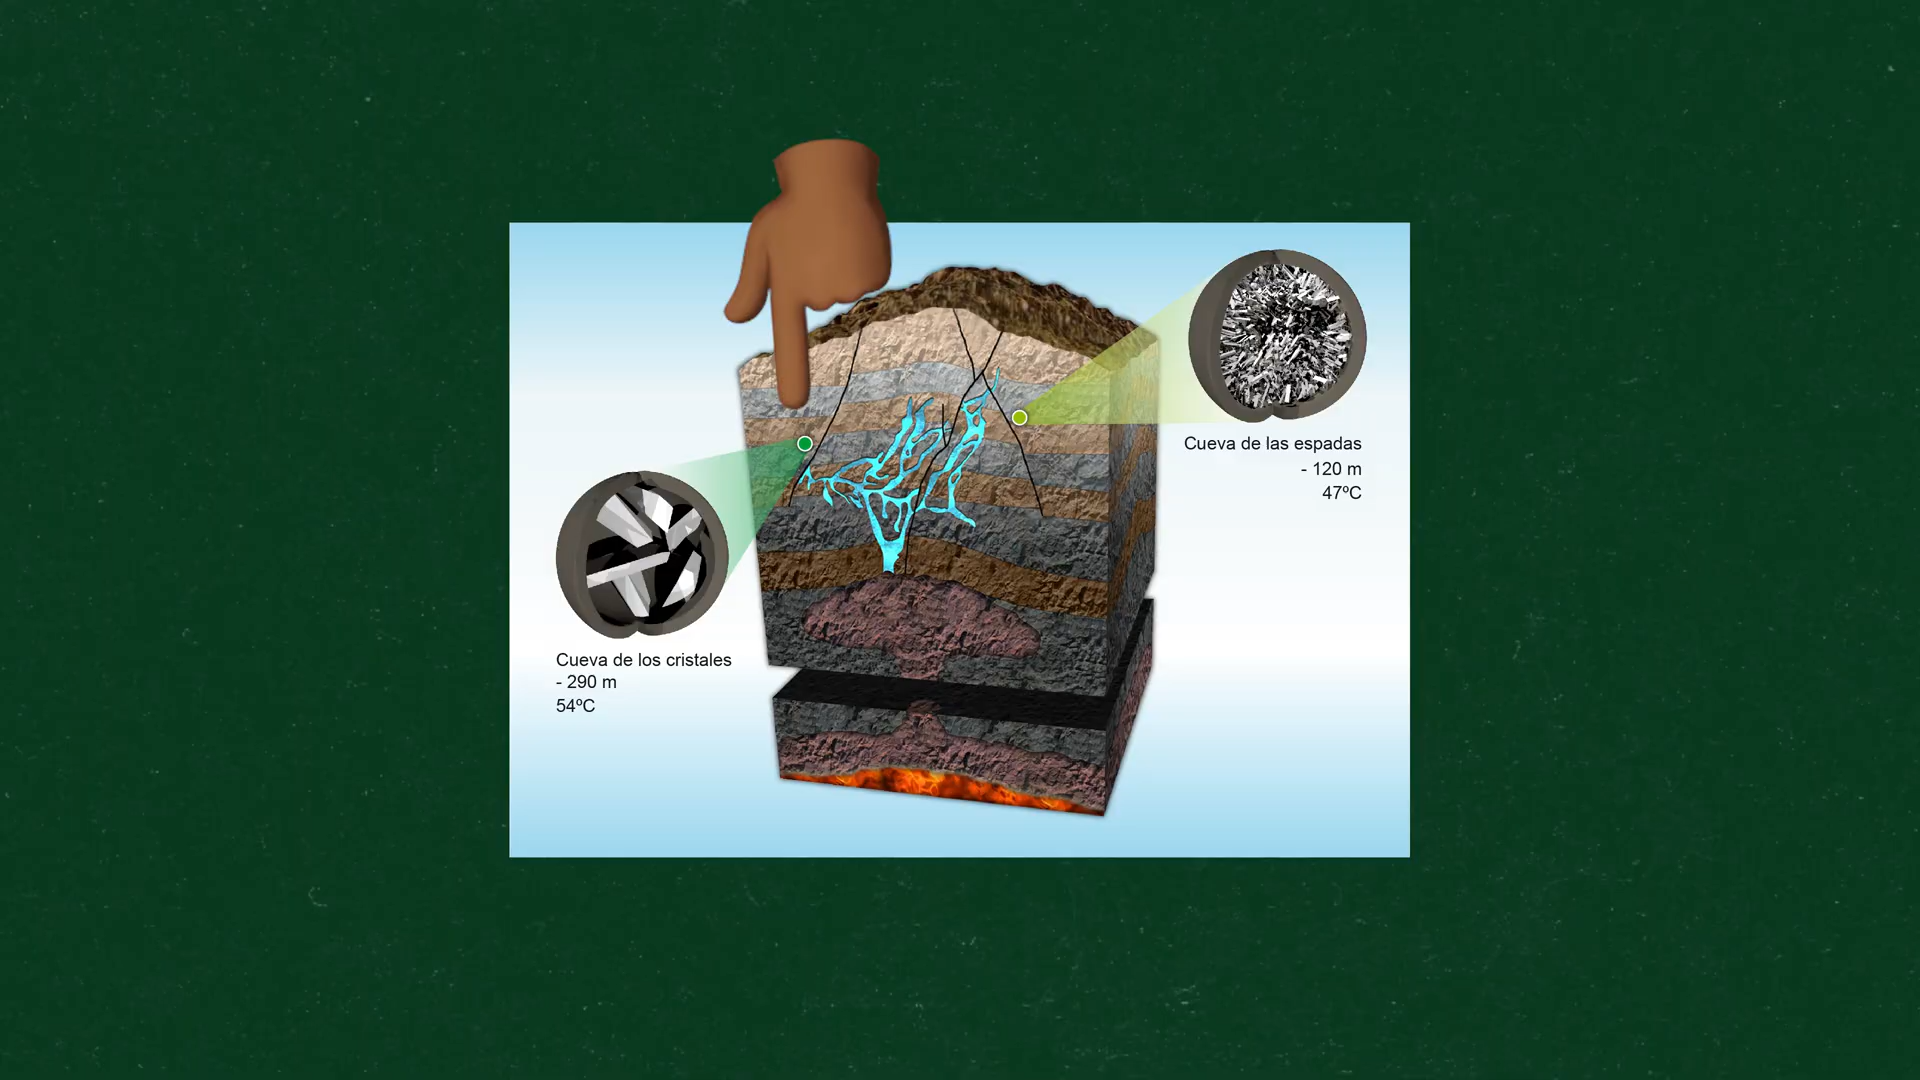 Cueva de las espadas
- 120 m
47ºC
Cueva de los cristales
- 290 m
54ºC